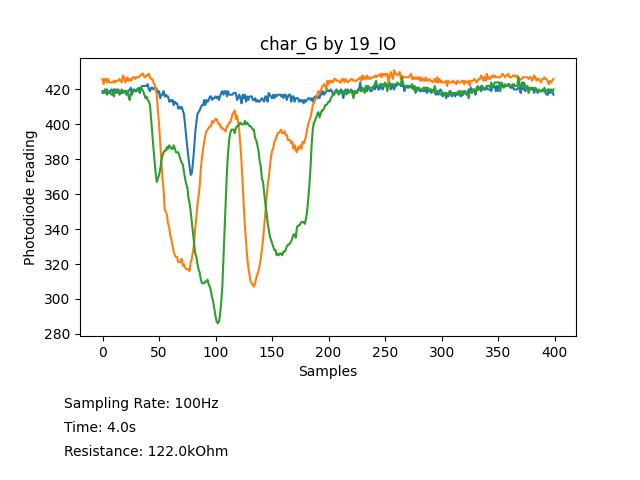 char_G by 19_IO
Photodiode reading
420
400
380
360
340
320
300
280
0 50 100 150 200 250 300 350 400
Samples
Sampling Rate: 100Hz
Time: 4.0s
Resistance: 122.0kOhm